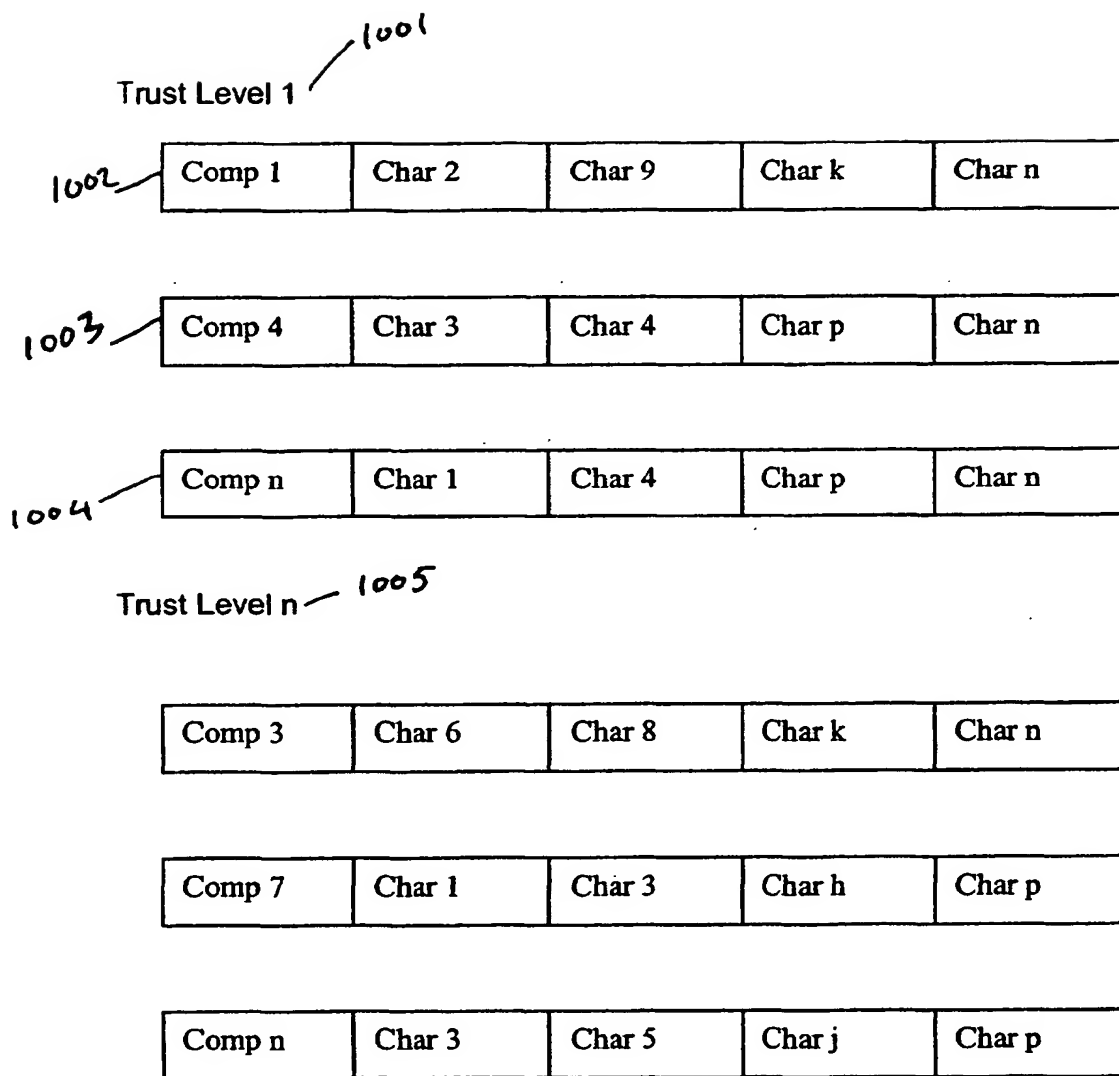 1001
Trust Level 1
1002 Comp 1 Char 2 Char 9 Char k Char n
1003 Comp 4 Char 3 Char 4 Char p Char n
1004 Comp n Char 1 Char 4 Char p Char n
Trust Level n 1005
Comp 3 Char 6 Char 8 Char k Char n
Comp 7 Char 1 Char 3 Char h Char p
Comp n Char 3 Char 5 Char j Char p